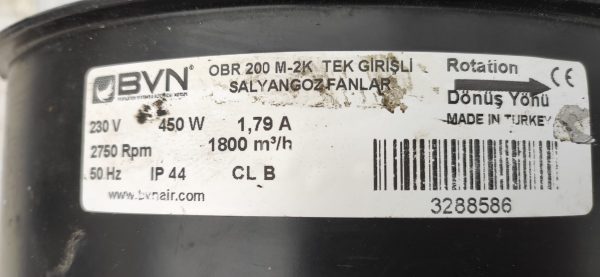 BVN
OBR 200 M-2K TEK GİRİŞLİ
SALYANGOZ FANLAR
Rotation
CE
Dönüş Yönü
MADE IN TURKEY
230 V 450 W 1,79 A
2750 Rpm 1800 m³/h
50 Hz IP 44 CL B
www.bvnair.com
3288586